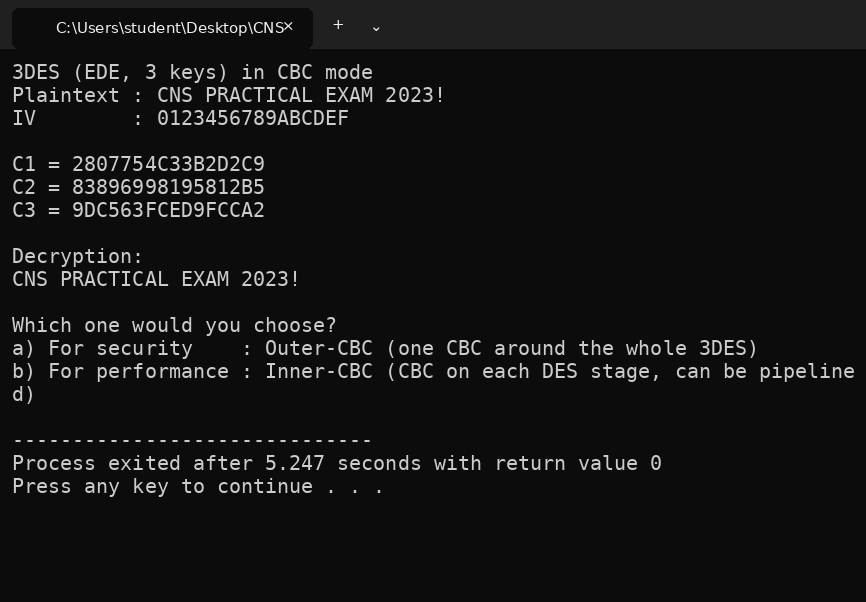 C:\Users\student\Desktop\CNS
3DES (EDE, 3 keys) in CBC mode
Plaintext : CNS PRACTICAL EXAM 2023!
IV        : 0123456789ABCDEF
C1 = 2807754C33B2D2C9
C2 = 83896998195812B5
C3 = 9DC563FCED9FCCA2
Decryption:
CNS PRACTICAL EXAM 2023!
Which one would you choose?
a) For security    : Outer-CBC (one CBC around the whole 3DES)
b) For performance : Inner-CBC (CBC on each DES stage, can be pipeline
d)
------------------------------
Process exited after 5.247 seconds with return value 0
Press any key to continue . . .